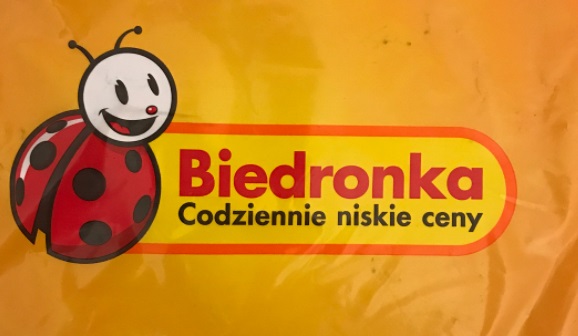 Biedronka
Codziennie niskie ceny